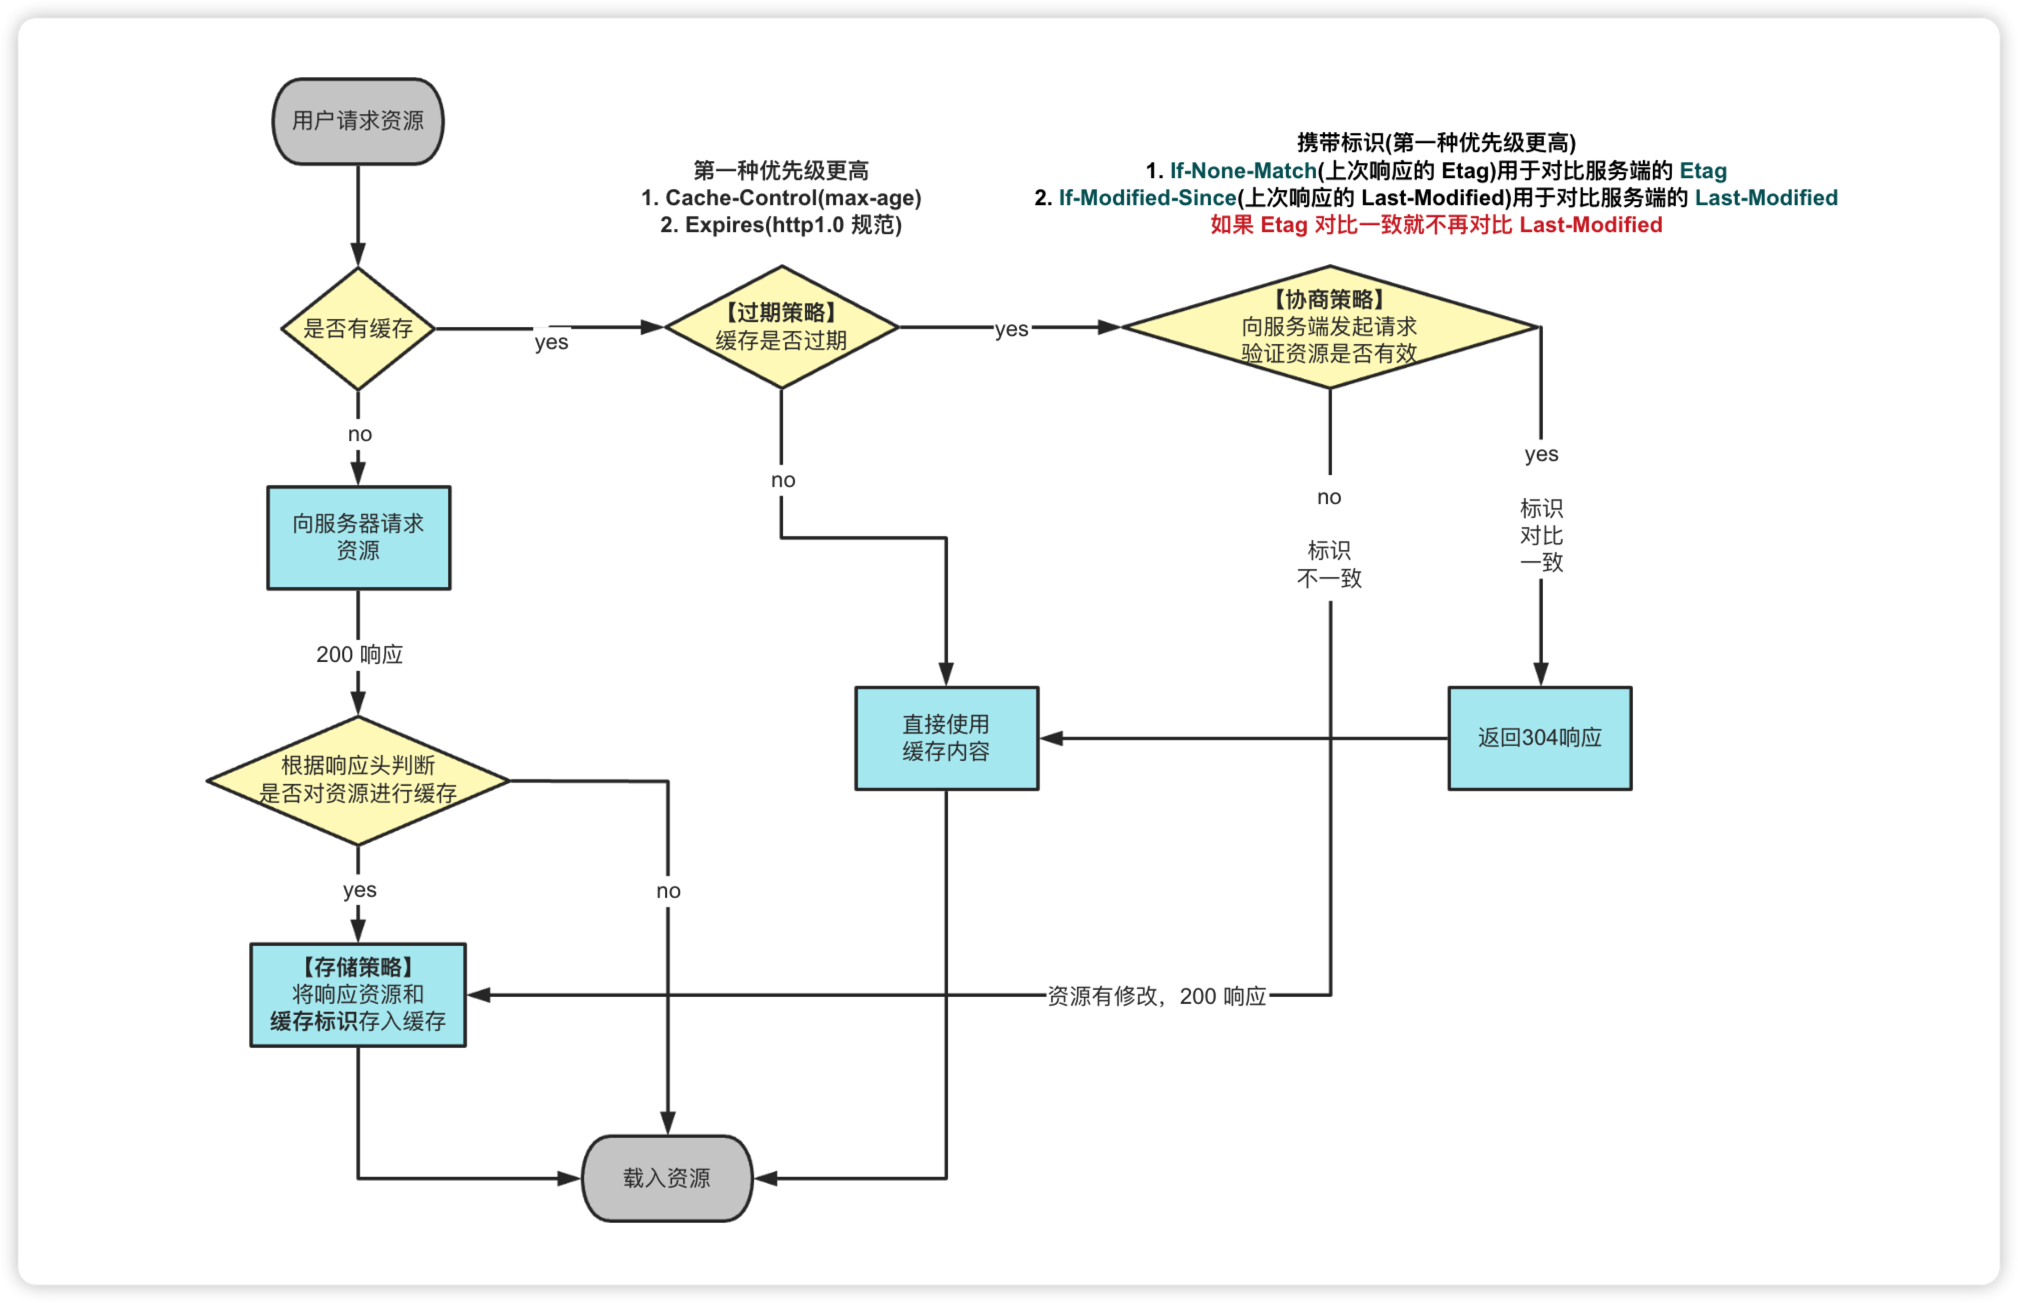 用户请求资源
第一种优先级更高
1. Cache-Control(max-age)
2. Expires(http1.0 规范)
携带标识(第一种优先级更高)
1. If-None-Match(上次响应的 Etag)用于对比服务端的 Etag
2. If-Modified-Since(上次响应的 Last-Modified)用于对比服务端的 Last-Modified
如果 Etag 对比一致就不再对比 Last-Modified
是否有缓存
yes
【过期策略】
缓存是否过期
yes
【协商策略】
向服务端发起请求
验证资源是否有效
no
no
no
标识
不一致
yes
标识
对比
一致
向服务器请求
资源
200 响应
直接使用
缓存内容
返回304响应
根据响应头判断
是否对资源进行缓存
yes
no
【存储策略】
将响应资源和
缓存标识存入缓存
资源有修改，200 响应
载入资源